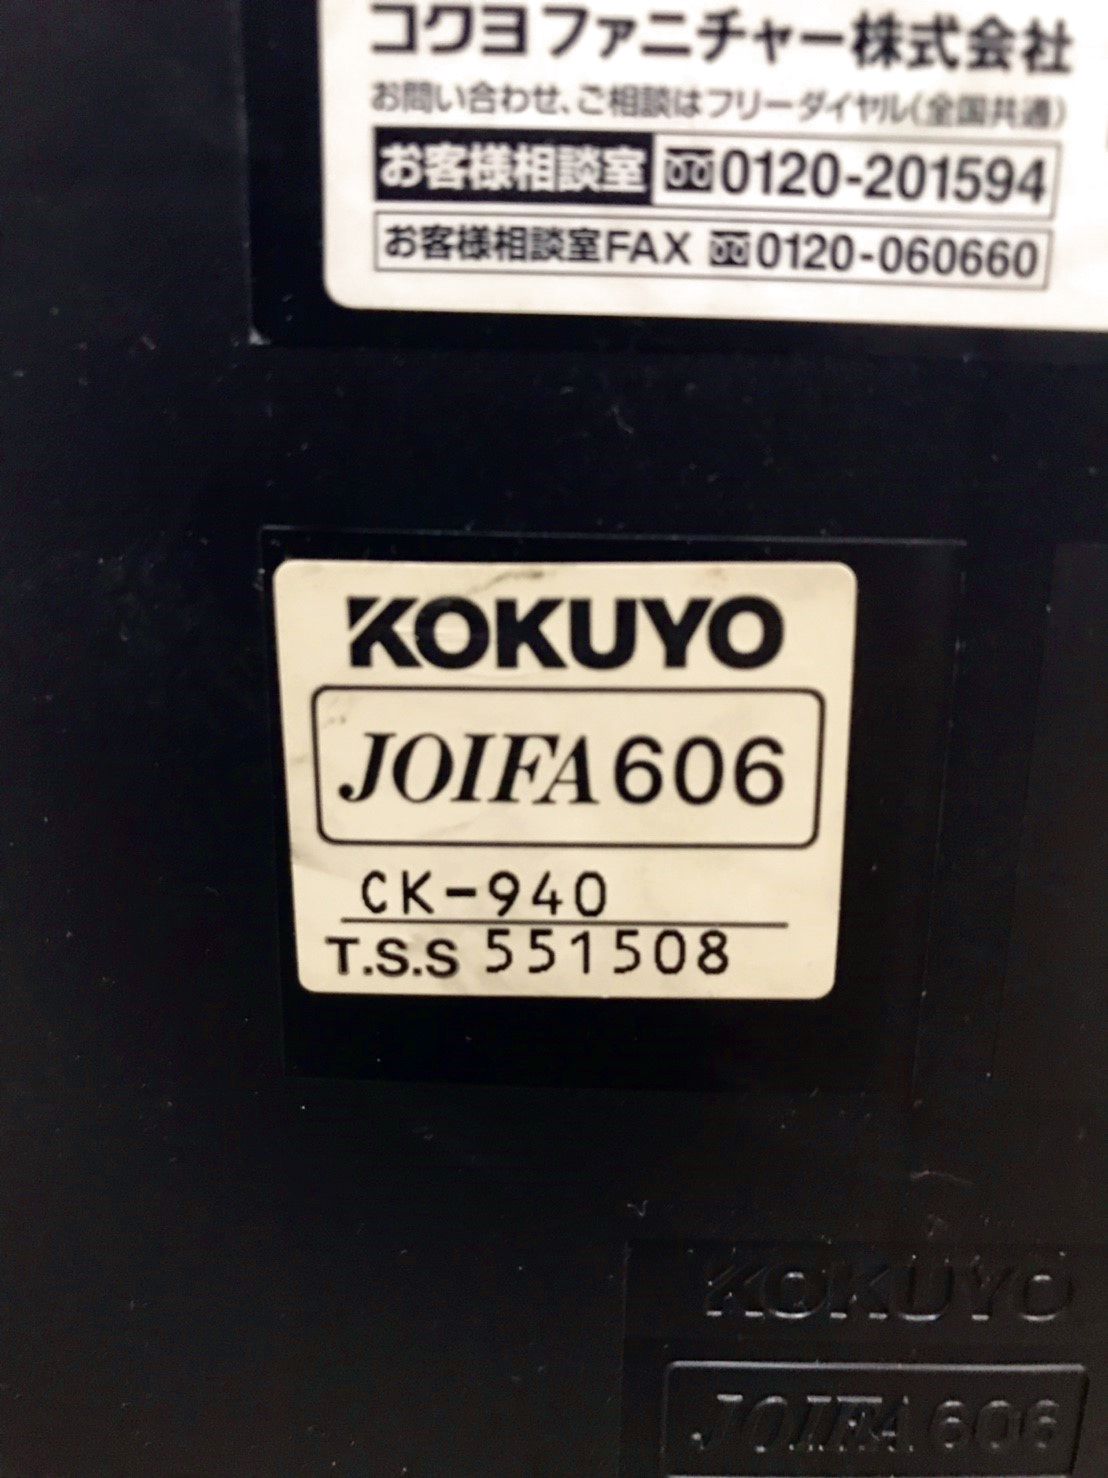 コクヨファニチャー株式会社
お問い合わせ、ご相談はフリーダイヤル(全国共通)
お客様相談室 0120-201594
お客様相談室FAX 0120-060660
KOKUYO
JOIFA 606
CK-940
T.S.S 551508
KOKUYO
JOIFA 606